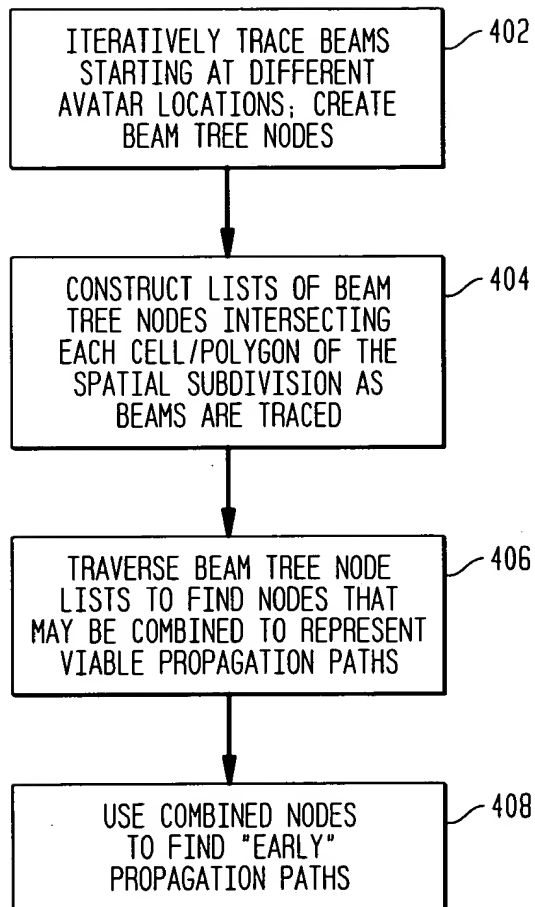 ITERATIVELY TRACE BEAMS
STARTING AT DIFFERENT
AVATAR LOCATIONS; CREATE
BEAM TREE NODES
402
CONSTRUCT LISTS OF BEAM
TREE NODES INTERSECTING
EACH CELL/POLYGON OF THE
SPATIAL SUBDIVISION AS
BEAMS ARE TRACED
404
TRAVERSE BEAM TREE NODE
LISTS TO FIND NODES THAT
MAY BE COMBINED TO REPRESENT
VIABLE PROPAGATION PATHS
406
USE COMBINED NODES
TO FIND "EARLY"
PROPAGATION PATHS
408